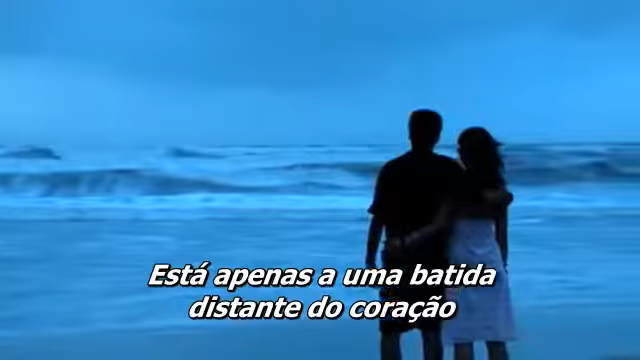 Está apenas a uma batida
distante do coração